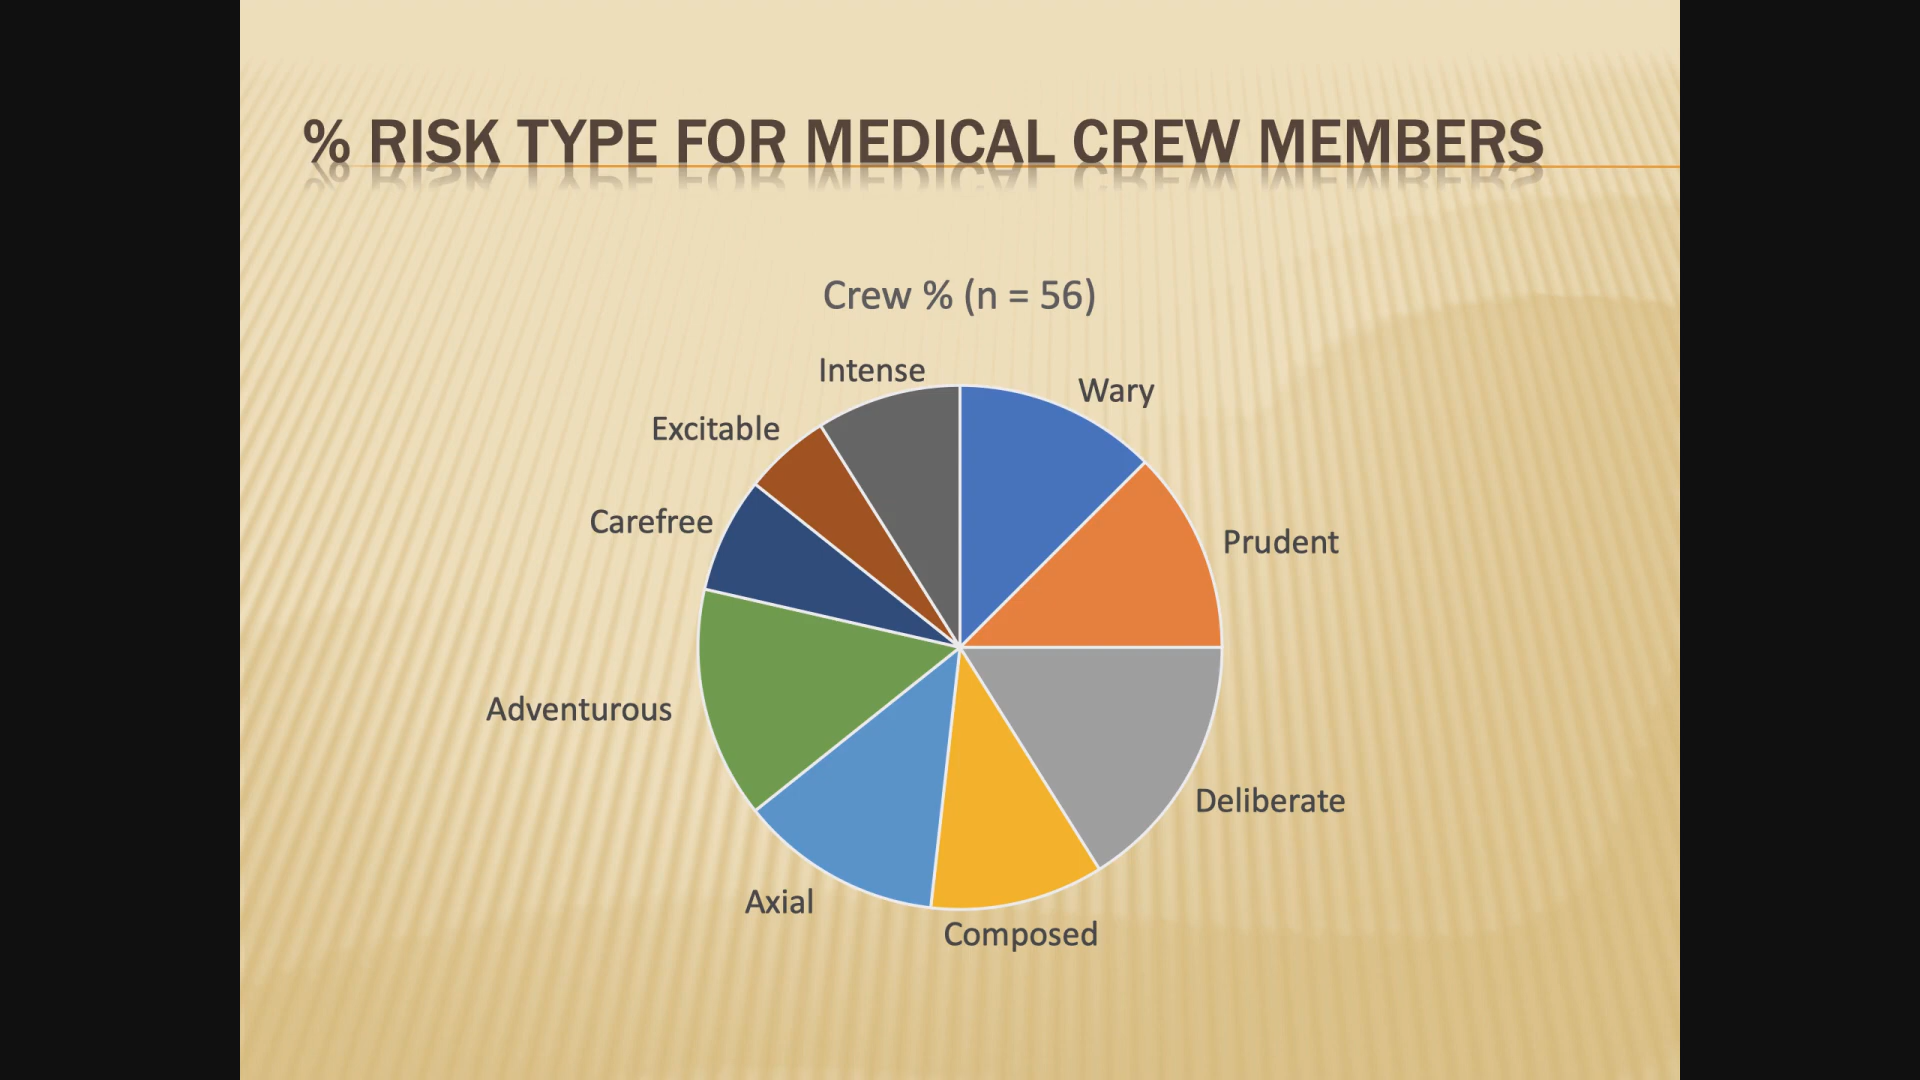 % RISK TYPE FOR MEDICAL CREW MEMBERS
Crew % (n = 56)
Intense
Wary
Excitable
Carefree
Prudent
Adventurous
Deliberate
Axial
Composed